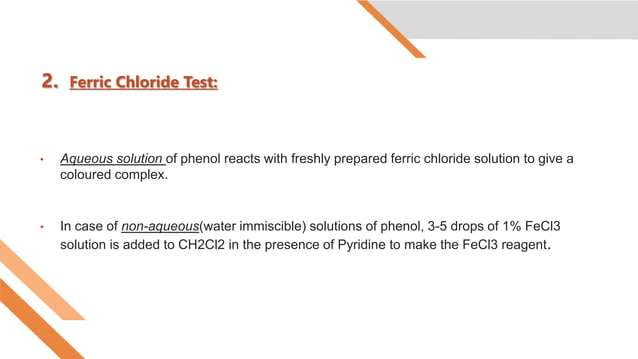 2. Ferric Chloride Test:
• Aqueous solution of phenol reacts with freshly prepared ferric chloride solution to give a
coloured complex.
• In case of non-aqueous(water immiscible) solutions of phenol, 3-5 drops of 1% FeCl3
solution is added to CH2Cl2 in the presence of Pyridine to make the FeCl3 reagent.